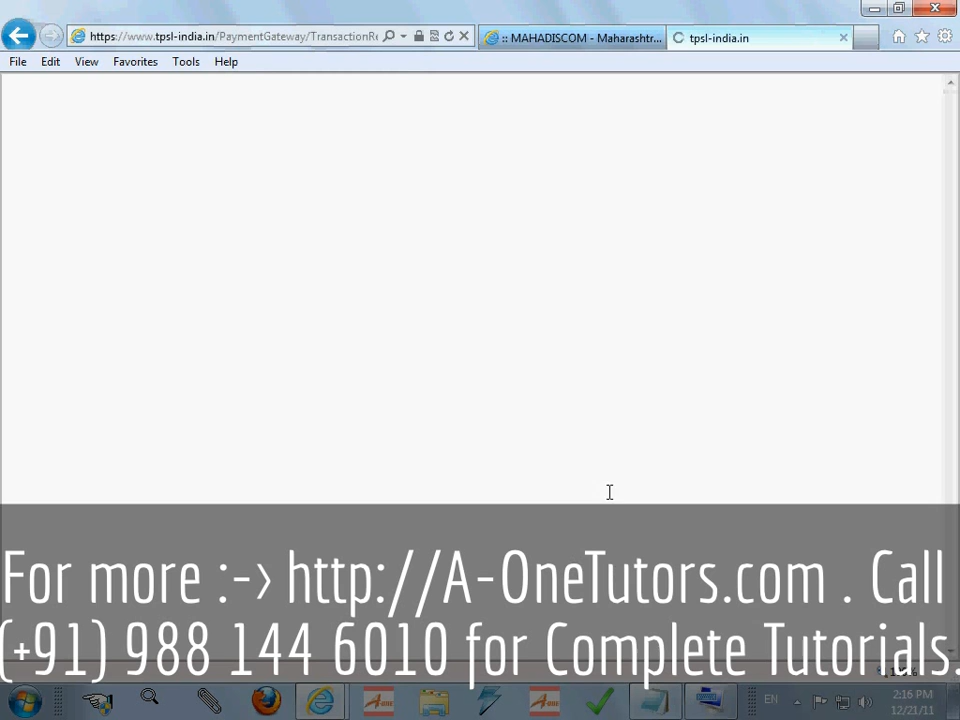 https://www.tpsl-india.in/PaymentGateway/TransactionRe
:: MAHADISCOM - Maharashtr...
tpsl-india.in
File Edit View Favorites Tools Help
For more :-> http://A-OneTutors.com . Call
(+91) 988 144 6010 for Complete Tutorials.
EN
2:16 PM
12/21/11